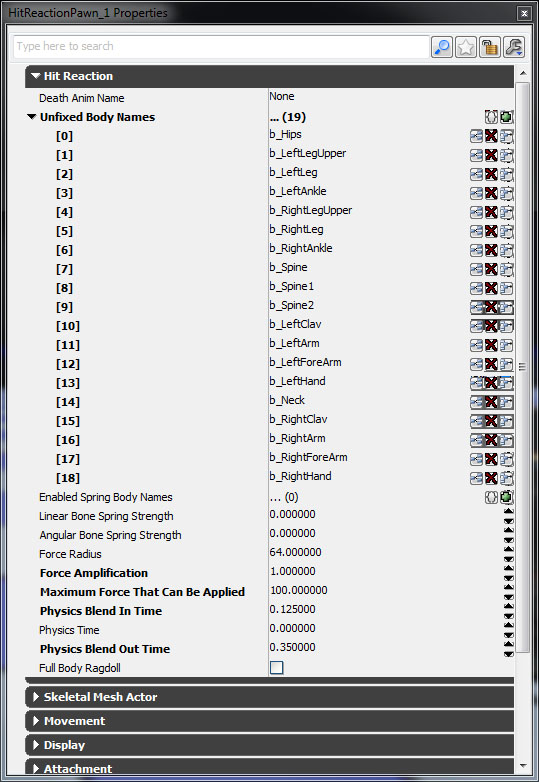 HitReactionPawn_1 Properties
Type here to search
Hit Reaction
Death Anim Name None
Unfixed Body Names ... (19)
[0] b_Hips
[1] b_LeftLegUpper
[2] b_LeftLeg
[3] b_LeftAnkle
[4] b_RightLegUpper
[5] b_RightLeg
[6] b_RightAnkle
[7] b_Spine
[8] b_Spine1
[9] b_Spine2
[10] b_LeftClav
[11] b_LeftArm
[12] b_LeftForeArm
[13] b_LeftHand
[14] b_Neck
[15] b_RightClav
[16] b_RightArm
[17] b_RightForeArm
[18] b_RightHand
Enabled Spring Body Names ... (0)
Linear Bone Spring Strength 0.000000
Angular Bone Spring Strength 0.000000
Force Radius 64.000000
Force Amplification 1.000000
Maximum Force That Can Be Applied 100.000000
Physics Blend In Time 0.125000
Physics Time 0.000000
Physics Blend Out Time 0.350000
Full Body Ragdoll
Skeletal Mesh Actor
Movement
Display
Attachment